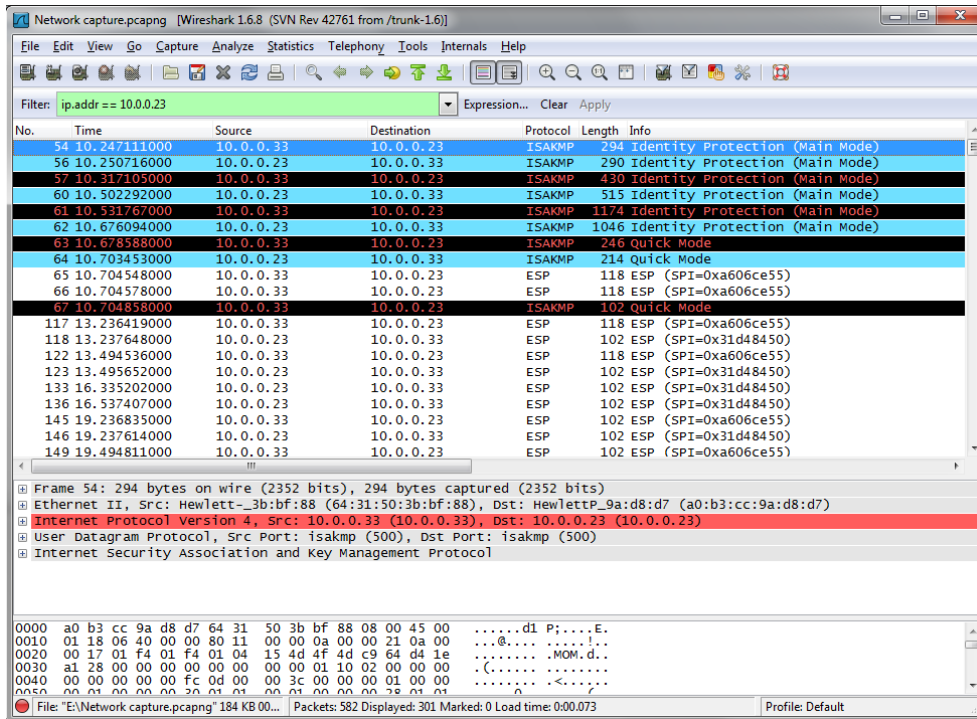 Network capture.pcapng [Wireshark 1.6.8 (SVN Rev 42761 from /trunk-1.6)]
File Edit View Go Capture Analyze Statistics Telephony Tools Internals Help
Filter: ip.addr == 10.0.0.23 Expression... Clear Apply
No. Time Source Destination Protocol Length Info
54 10.247111000 10.0.0.33 10.0.0.23 ISAKMP 294 Identity Protection (Main Mode)
56 10.250716000 10.0.0.23 10.0.0.33 ISAKMP 290 Identity Protection (Main Mode)
57 10.317105000 10.0.0.33 10.0.0.23 ISAKMP 430 Identity Protection (Main Mode)
60 10.502292000 10.0.0.23 10.0.0.33 ISAKMP 515 Identity Protection (Main Mode)
61 10.531767000 10.0.0.33 10.0.0.23 ISAKMP 1174 Identity Protection (Main Mode)
62 10.676094000 10.0.0.23 10.0.0.33 ISAKMP 1046 Identity Protection (Main Mode)
63 10.678588000 10.0.0.33 10.0.0.23 ISAKMP 246 Quick Mode
64 10.703453000 10.0.0.23 10.0.0.33 ISAKMP 214 Quick Mode
65 10.704548000 10.0.0.33 10.0.0.23 ESP 118 ESP (SPI=0xa606ce55)
66 10.704578000 10.0.0.33 10.0.0.23 ESP 118 ESP (SPI=0xa606ce55)
67 10.704858000 10.0.0.33 10.0.0.23 ISAKMP 102 Quick Mode
117 13.236419000 10.0.0.33 10.0.0.23 ESP 118 ESP (SPI=0xa606ce55)
118 13.237648000 10.0.0.23 10.0.0.33 ESP 102 ESP (SPI=0x31d48450)
122 13.494536000 10.0.0.33 10.0.0.23 ESP 118 ESP (SPI=0xa606ce55)
123 13.495652000 10.0.0.23 10.0.0.33 ESP 102 ESP (SPI=0x31d48450)
133 16.335202000 10.0.0.23 10.0.0.33 ESP 102 ESP (SPI=0x31d48450)
136 16.537407000 10.0.0.23 10.0.0.33 ESP 102 ESP (SPI=0x31d48450)
145 19.236835000 10.0.0.33 10.0.0.23 ESP 102 ESP (SPI=0xa606ce55)
146 19.237614000 10.0.0.23 10.0.0.33 ESP 102 ESP (SPI=0x31d48450)
149 19.494811000 10.0.0.33 10.0.0.23 ESP 102 ESP (SPI=0xa606ce55)
Frame 54: 294 bytes on wire (2352 bits), 294 bytes captured (2352 bits)
Ethernet II, Src: Hewlett-_3b:bf:88 (64:31:50:3b:bf:88), Dst: HewlettP_9a:d8:d7 (a0:b3:cc:9a:d8:d7)
Internet Protocol Version 4, Src: 10.0.0.33 (10.0.0.33), Dst: 10.0.0.23 (10.0.0.23)
User Datagram Protocol, Src Port: isakmp (500), Dst Port: isakmp (500)
Internet Security Association and Key Management Protocol
0000 a0 b3 cc 9a d8 d7 64 31 50 3b bf 88 08 00 45 00 ......d1 P;....E.
0010 01 18 06 40 00 00 80 11 00 00 0a 00 00 21 0a 00 ...@.... .....!..
0020 00 17 01 f4 01 f4 01 04 15 4d 4f 4d c9 64 d4 1e ........ .MOM.d..
0030 a1 28 00 00 00 00 00 00 00 00 01 10 02 00 00 00 .(...... ........
0040 00 00 00 00 fc 0d 00 00 3c 00 00 00 01 00 00 ........ .<......
File: "E:\Network capture.pcapng" 184 KB 00... Packets: 582 Displayed: 301 Marked: 0 Load time: 0:00.073 Profile: Default